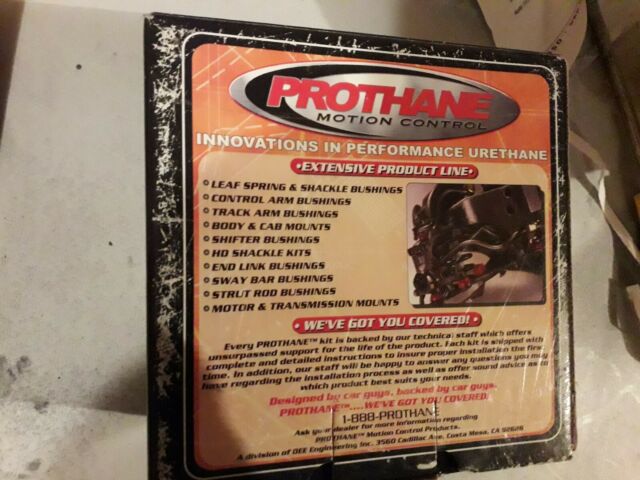 PROTHANE
MOTION CONTROL
INNOVATIONS IN PERFORMANCE URETHANE
•EXTENSIVE PRODUCT LINE•
LEAF SPRING & SHACKLE BUSHINGS
CONTROL ARM BUSHINGS
TRACK ARM BUSHINGS
BODY & CAB MOUNTS
SHIFTER BUSHINGS
HD SHACKLE KITS
END LINK BUSHINGS
SWAY BAR BUSHINGS
STRUT ROD BUSHINGS
MOTOR & TRANSMISSION MOUNTS
• WE'VE GOT YOU COVERED! •
Every PROTHANE™ kit is backed by our technical staff which offers
unsurpassed support for the life of the product. Each kit is shipped with
complete and detailed instructions to insure proper installation the first
time. In addition, our staff will be happy to answer any questions you may
have regarding the installation process as well as offer sound advice as to
which product best suits your needs.
Designed by car guys, backed by car guys.
PROTHANE™....WE'VE GOT YOU COVERED!
1-888-PROTHANE
Ask your dealer for more information regarding
PROTHANE™ Motion Control Products.
A division of DEE Engineering Inc. 3560 Cadillac Ave. Costa Mesa, CA 92626